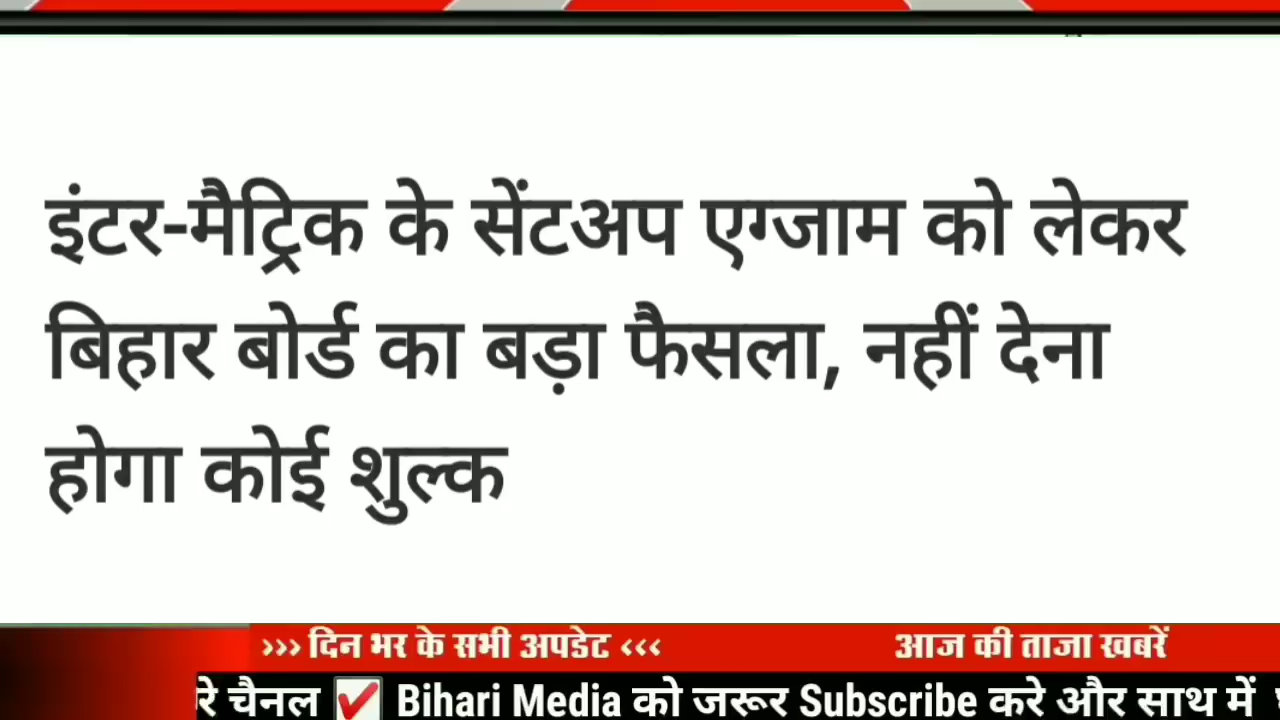 इंटर-मैट्रिक के सेंटअप एग्जाम को लेकर
बिहार बोर्ड का बड़ा फैसला, नहीं देना
होगा कोई शुल्क
››› दिन भर के सभी अपडेट ‹‹‹ आज की ताजा खबरें
रे चैनल ✅ Bihari Media को जरूर Subscribe करे और साथ में